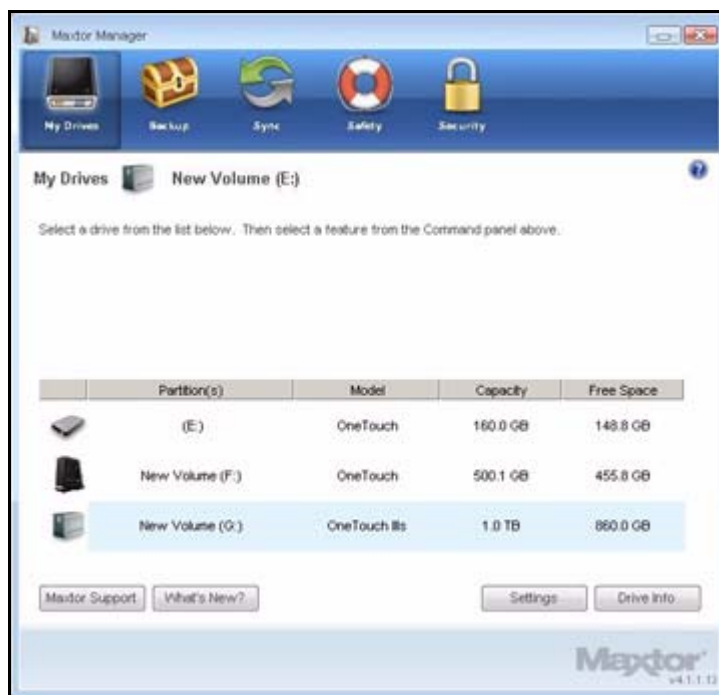 Maxtor Manager
My Drives Backup Sync Safety Security
My Drives New Volume (E:)
?
Select a drive from the list below. Then select a feature from the Command panel above.
Partition(s) Model Capacity Free Space
(E:) OneTouch 160.0 GB 148.8 GB
New Volume (F:) OneTouch 500.1 GB 455.8 GB
New Volume (G:) OneTouch IIIs 1.0 TB 860.0 GB
Maxtor Support What's New? Settings Drive Info
Maxtor